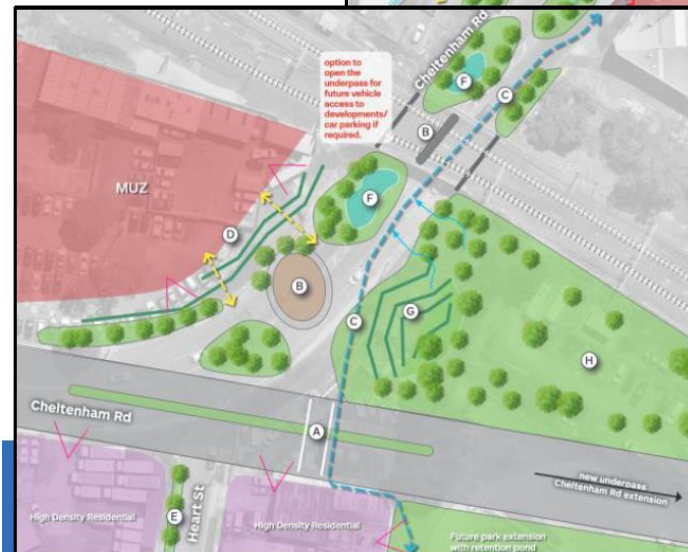 Cheltenham Rd
option to
open the
underpass for
future vehicle
access to
developments/
car parking if
required.
F
C
B
MUZ
F
D
B
C
G
H
Cheltenham Rd
A
new underpass
Cheltenham Rd extension
High Density Residential
E
Heart St
High Density Residential
Future park extension
with retention pond